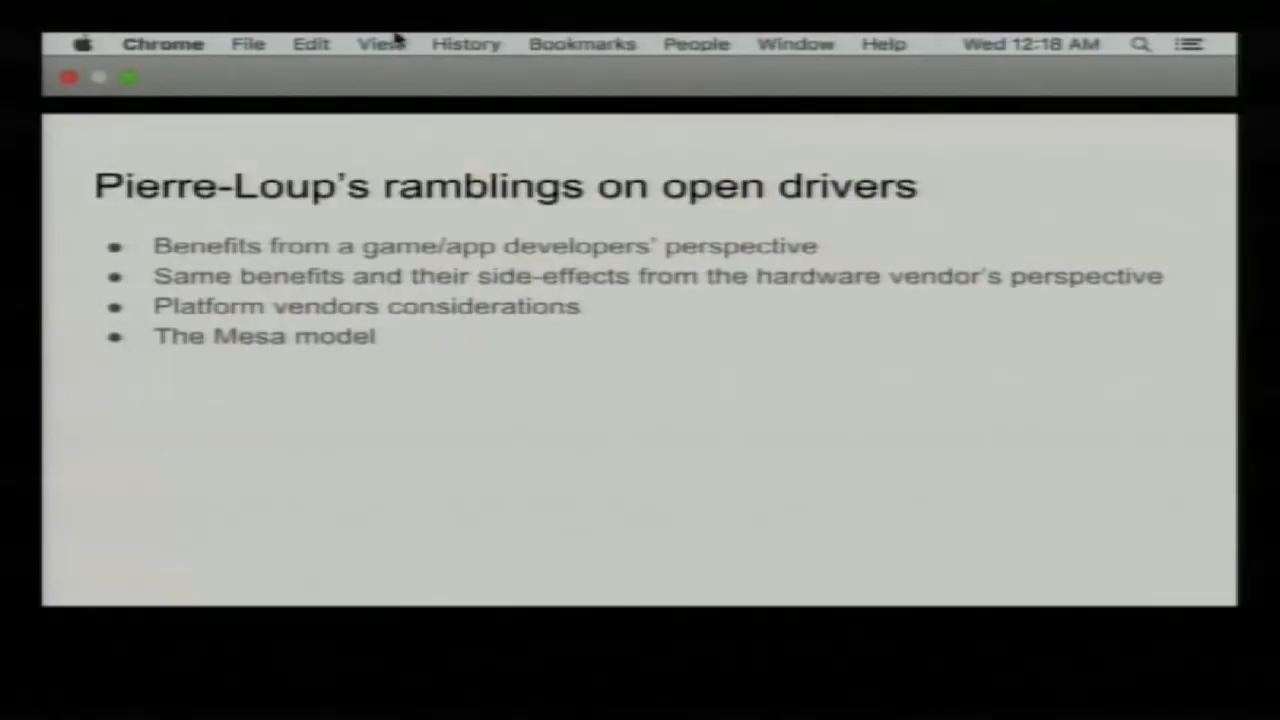 Chrome File Edit View History Bookmarks People Window Help Wed 12:18 AM
Pierre-Loup’s ramblings on open drivers
● Benefits from a game/app developers’ perspective
● Same benefits and their side-effects from the hardware vendor’s perspective
● Platform vendors considerations
● The Mesa model